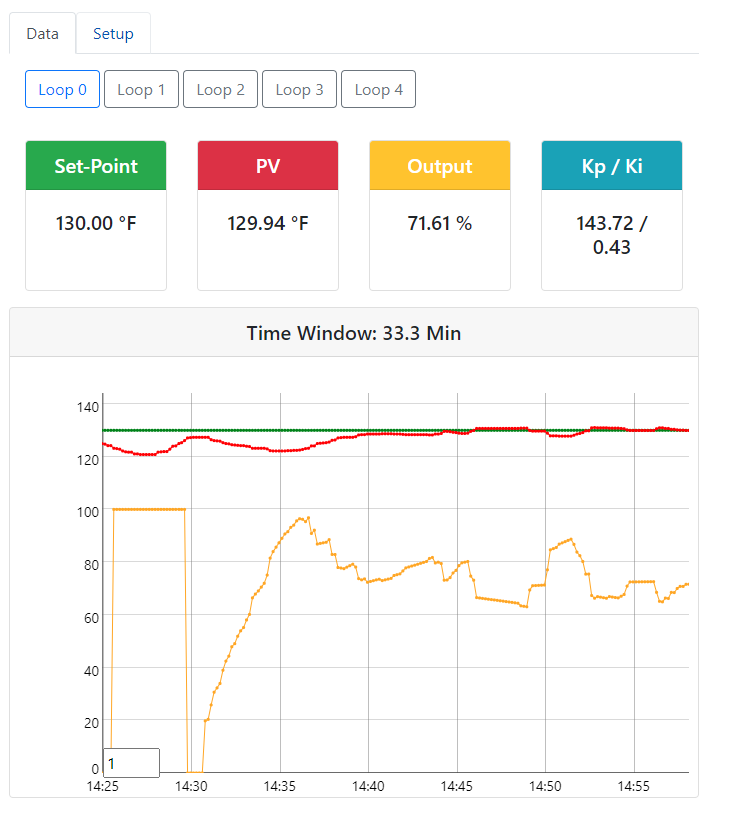 Data Setup
Loop 0 Loop 1 Loop 2 Loop 3 Loop 4
Set-Point PV Output Kp / Ki
130.00 °F 129.94 °F 71.61 % 143.72 /
0.43
Time Window: 33.3 Min
140
120
100
80
60
40
20
0 1
14:25 14:30 14:35 14:40 14:45 14:50 14:55